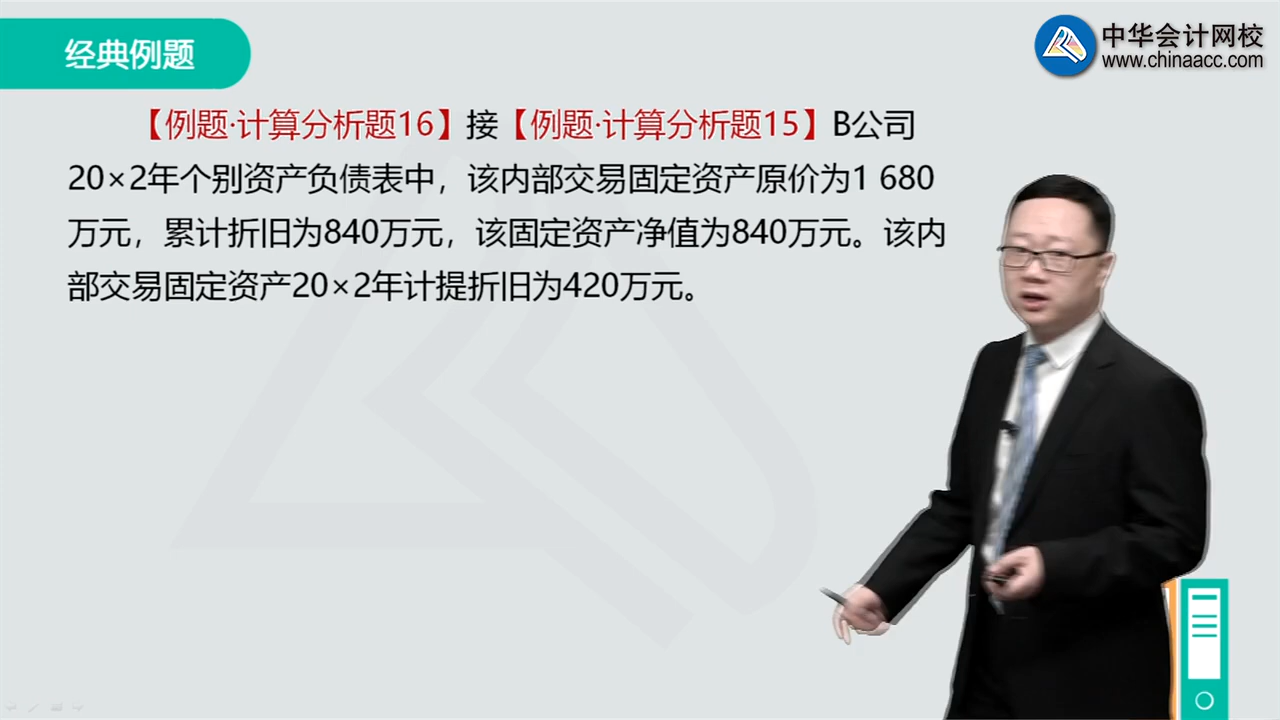 经典例题
中华会计网校
www.chinaacc.com
【例题·计算分析题16】接【例题·计算分析题15】B公司
20×2年个别资产负债表中，该内部交易固定资产原价为1 680
万元，累计折旧为840万元，该固定资产净值为840万元。该内
部交易固定资产20×2年计提折旧为420万元。